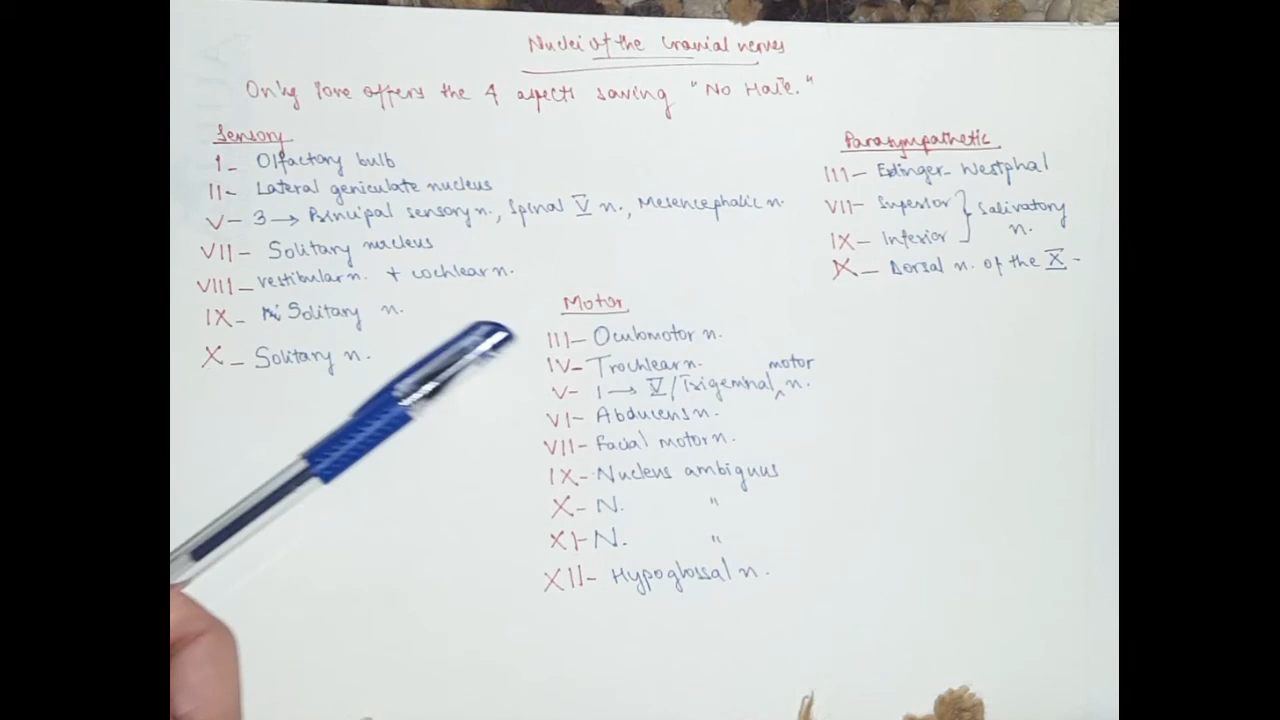 Nuclei of the Cranial nerves
Only love offers the 4 aspects saving "No Hate."
Sensory
I- Olfactory bulb
II- Lateral geniculate nucleus
V- 3 → Principal sensory n., Spinal V n., Mesencephalic n.
VII- Solitary nucleus
VIII- Vestibular n. + cochlear n.
IX- Solitary n.
X- Solitary n.
Parasympathetic
III- Edinger-Westphal
VII- Superior } Salivatory
IX- Inferior } n.
X- Dorsal n. of the X -
Motor
III- Oculomotor n.
IV- Trochlear n.
V- 1 → V/Trigeminal motor n.
VI- Abducens n.
VII- Facial motor n.
IX- Nucleus ambiguus
X- N. "
XI- N. "
XII- Hypoglossal n.